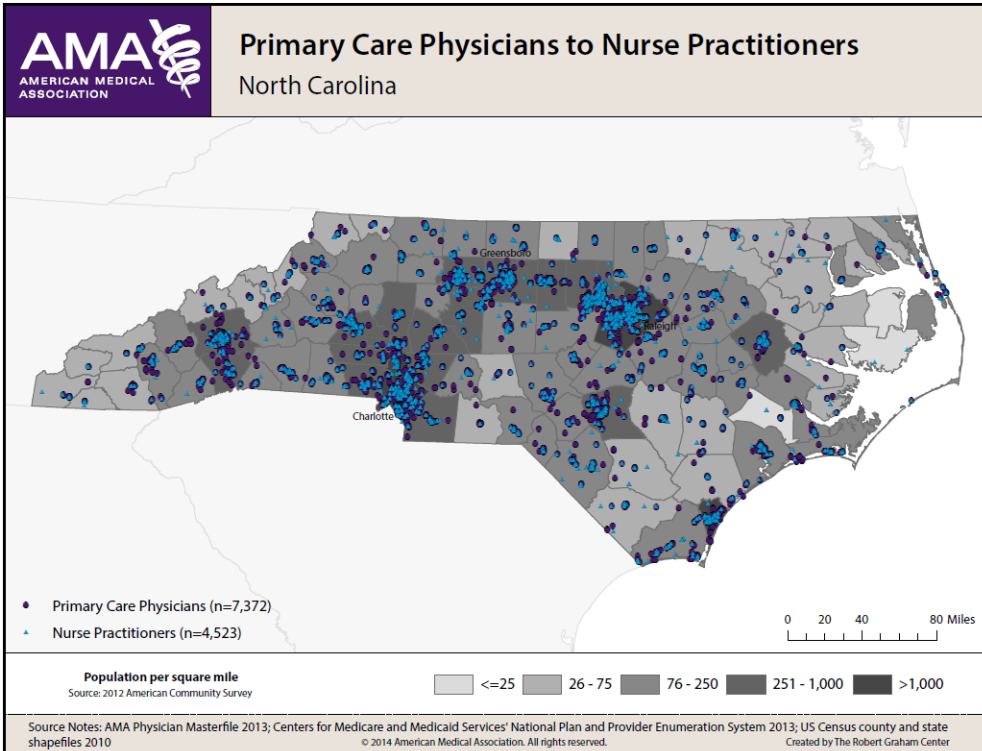 AMA
AMERICAN MEDICAL
ASSOCIATION
Primary Care Physicians to Nurse Practitioners
North Carolina
Greensboro
Raleigh
Charlotte
Primary Care Physicians (n=7,372)
Nurse Practitioners (n=4,523)
0 20 40 80 Miles
Population per square mile
Source: 2012 American Community Survey
<=25 26 - 75 76 - 250 251 - 1,000 >1,000
Source Notes: AMA Physician Masterfile 2013; Centers for Medicare and Medicaid Services' National Plan and Provider Enumeration System 2013; US Census county and state
shapefiles 2010 © 2014 American Medical Association. All rights reserved. Created by The Robert Graham Center